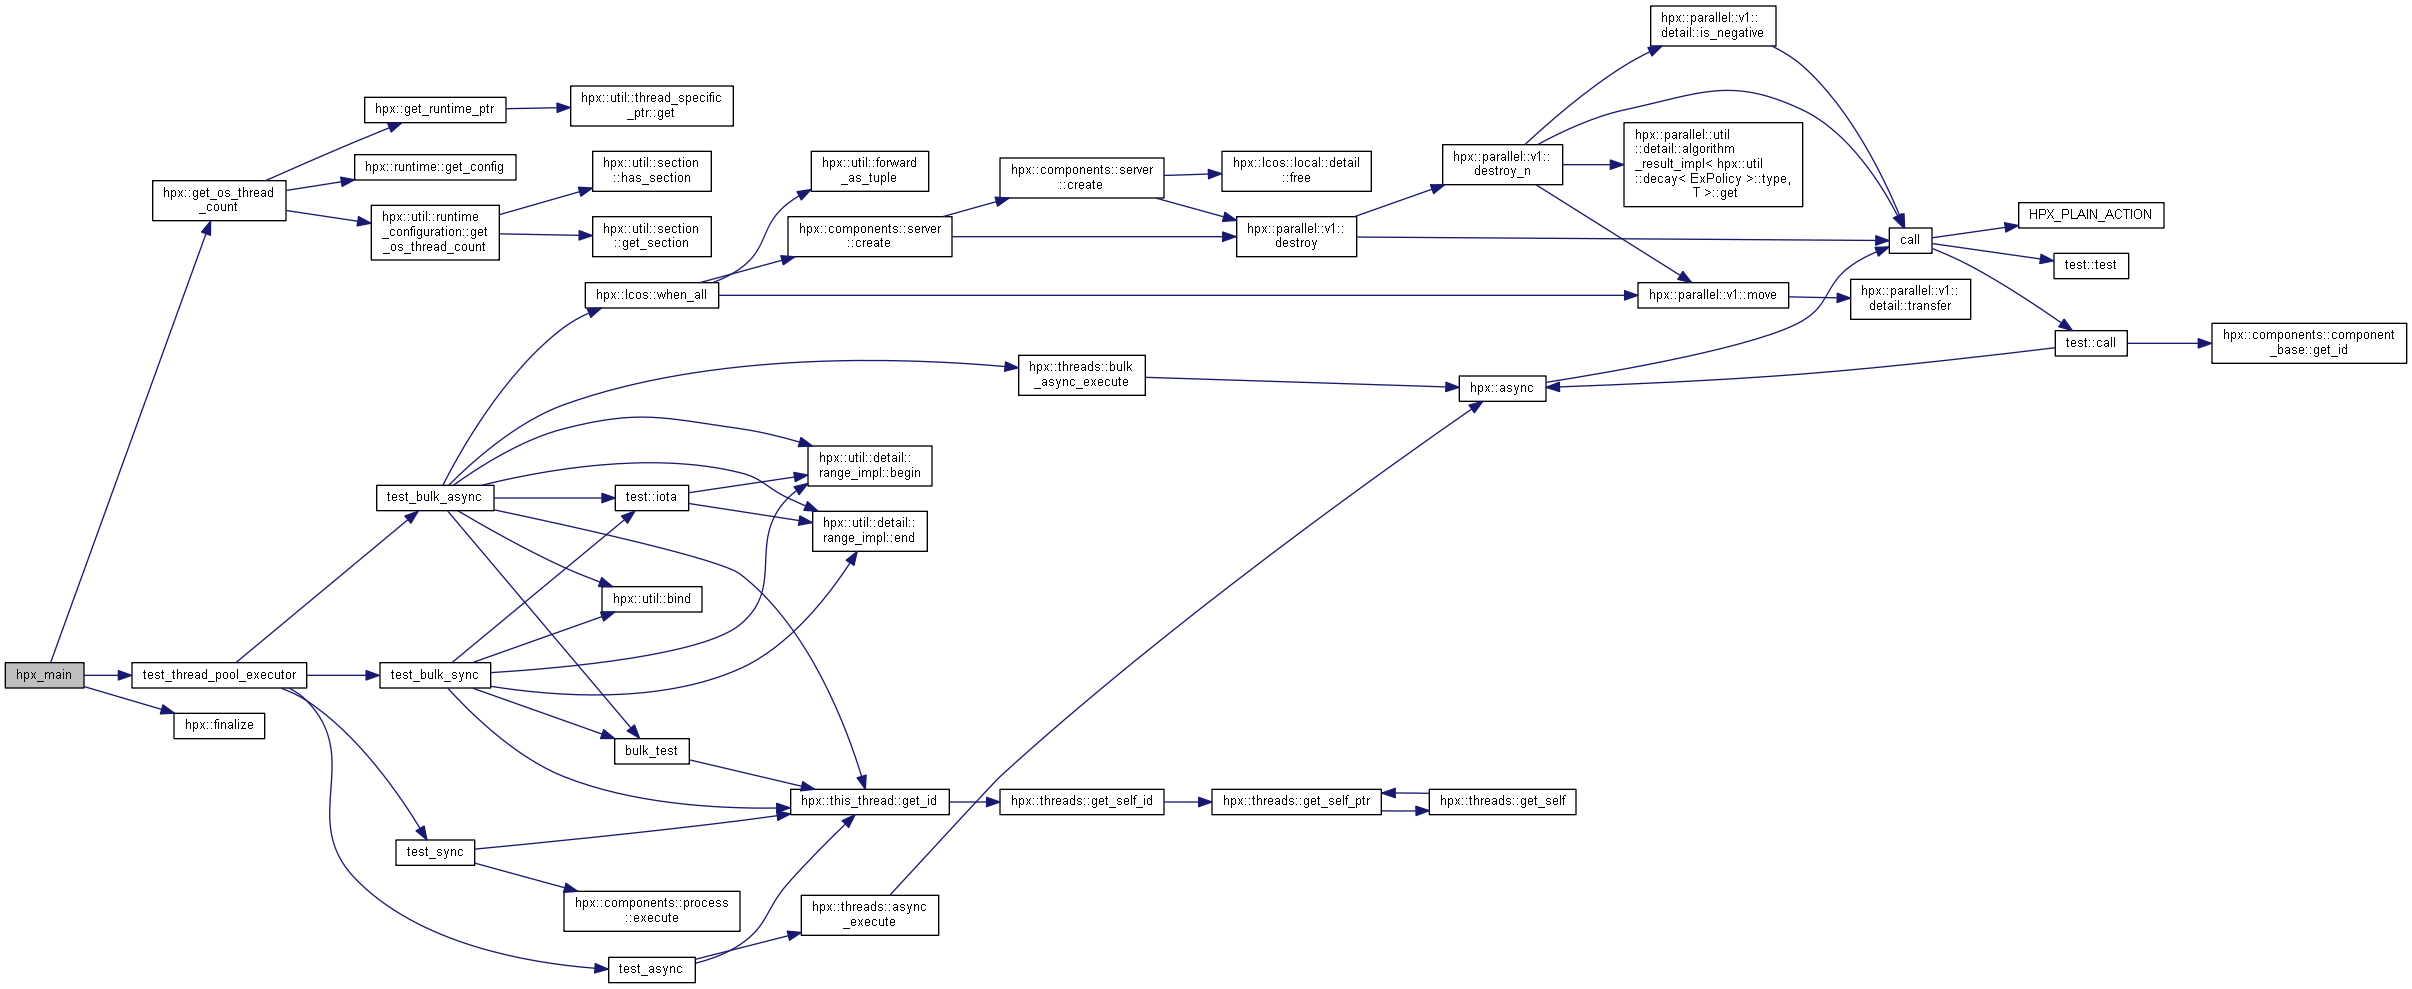 hpx::parallel::v1::
detail::is_negative
hpx::get_runtime_ptr
hpx::util::thread_specific
_ptr::get
hpx::runtime::get_config
hpx::util::section
::has_section
hpx::get_os_thread
_count
hpx::util::runtime
_configuration::get
_os_thread_count
hpx::util::section
::get_section
hpx::util::forward
_as_tuple
hpx::components::server
::create
hpx::components::server
::create
hpx::lcos::local::detail
::free
hpx::parallel::v1::
destroy
hpx::parallel::v1::
destroy_n
hpx::parallel::util
::detail::algorithm
_result_impl< hpx::util
::decay< ExPolicy >::type,
T >::get
call
HPX_PLAIN_ACTION
test::test
hpx::lcos::when_all
hpx::parallel::v1::move
hpx::parallel::v1::
detail::transfer
test::call
hpx::components::component
_base::get_id
hpx::threads::bulk
_async_execute
hpx::async
hpx::util::detail::
range_impl::begin
test_bulk_async
test::iota
hpx::util::detail::
range_impl::end
hpx::util::bind
hpx_main
test_thread_pool_executor
test_bulk_sync
hpx::finalize
bulk_test
hpx::this_thread::get_id
hpx::threads::get_self_id
hpx::threads::get_self_ptr
hpx::threads::get_self
test_sync
hpx::components::process
::execute
hpx::threads::async
_execute
test_async